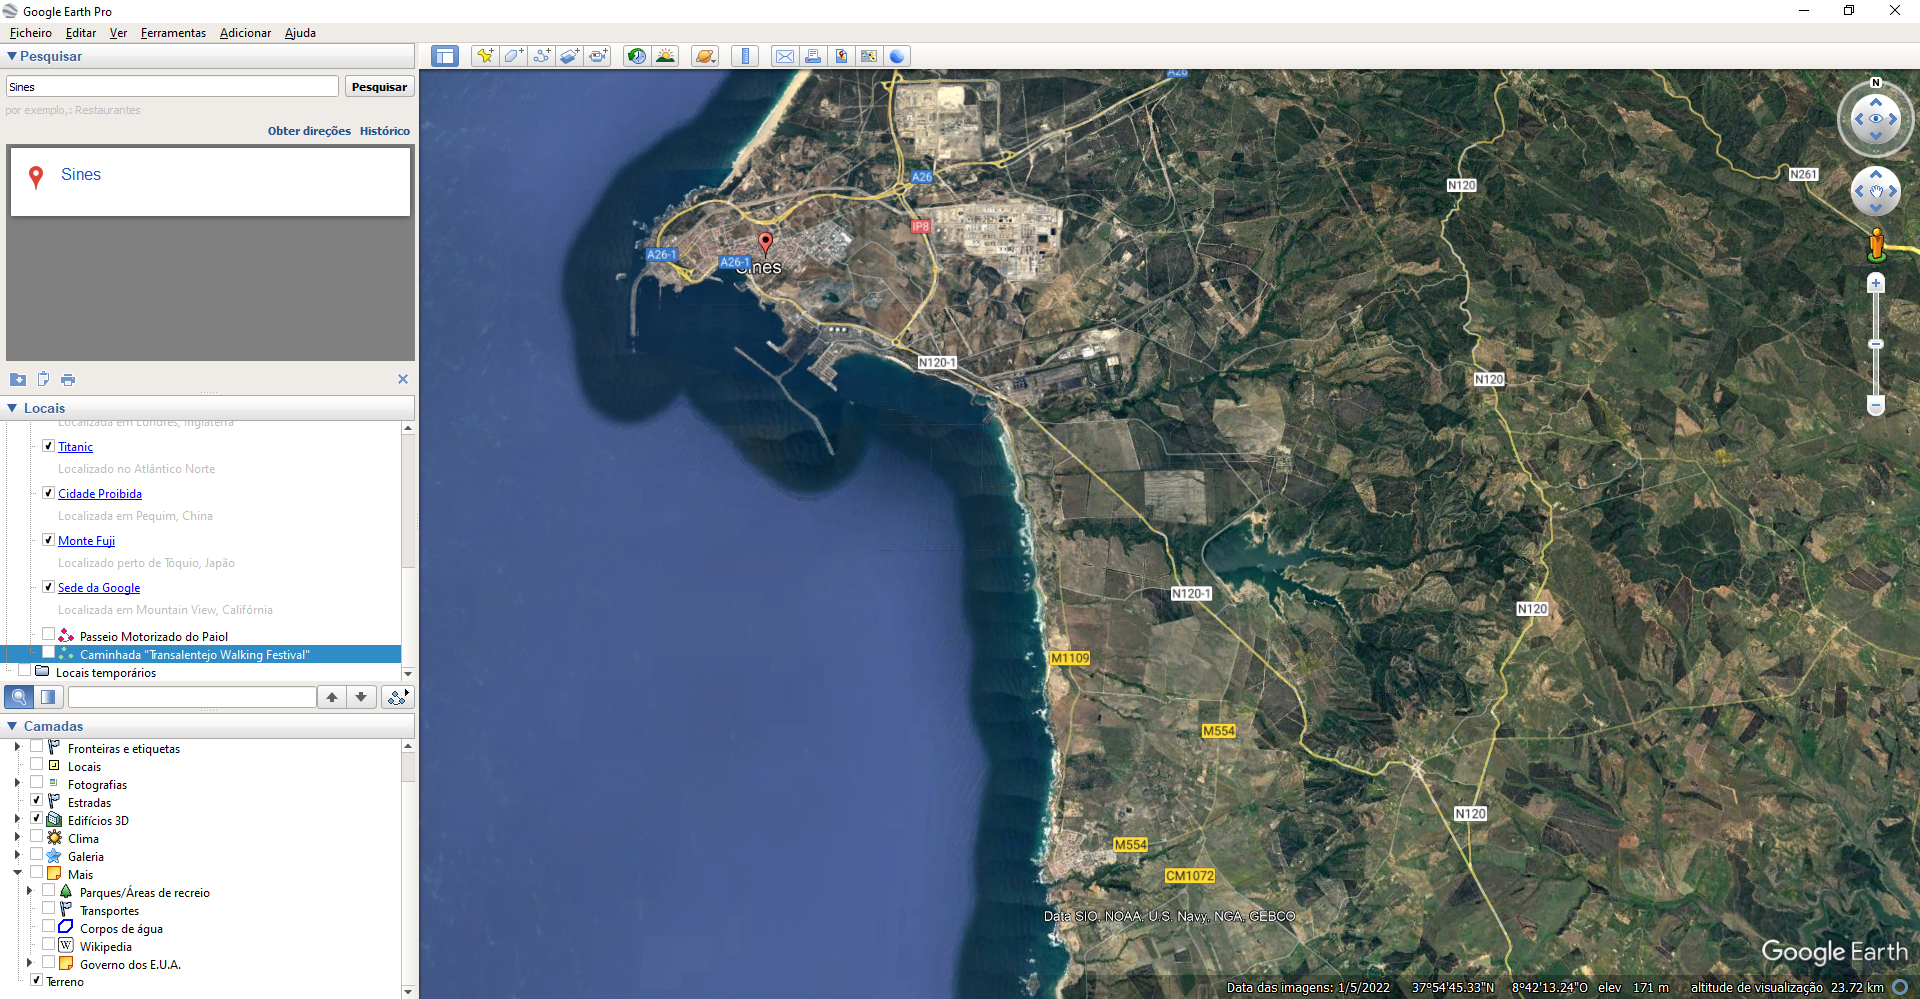 Google Earth Pro
Ficheiro Editar Ver Ferramentas Adicionar Ajuda
Pesquisar
Sines
Pesquisar
por exemplo,: Restaurantes
Obter direções Histórico
Sines
Locais
Localizada em Londres, Inglaterra
Titanic
Localizado no Atlântico Norte
Cidade Proibida
Localizada em Pequim, China
Monte Fuji
Localizado perto de Tóquio, Japão
Sede da Google
Localizada em Mountain View, Califórnia
Passeio Motorizado do Paiol
Caminhada "Transalentejo Walking Festival"
Locais temporários
Camadas
Fronteiras e etiquetas
Locais
Fotografias
Estradas
Edifícios 3D
Clima
Galeria
Mais
Parques/Áreas de recreio
Transportes
Corpos de água
W Wikipedia
Governo dos E.U.A.
Terreno
A26
N
N261
A26
N120
IP8
A26-1
A26-1
Sines
N120-1
N120
N120-1
N120
M1109
M554
N120
M554
CM1072
Data SIO, NOAA, U.S. Navy, NGA, GEBCO
Google Earth
Data das imagens: 1/5/2022 37°54'45.33"N 8°42'13.24"O elev 171 m altitude de visualização 23.72 km